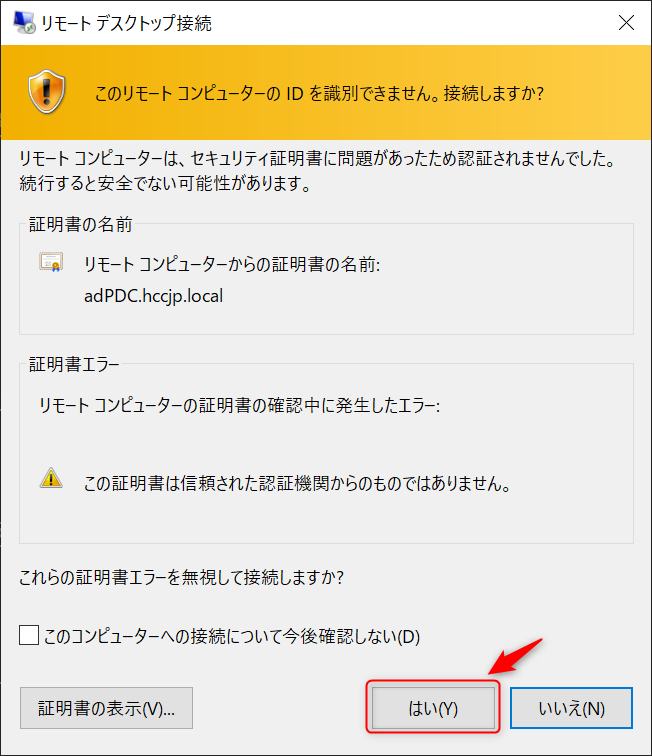 リモート デスクトップ接続
このリモート コンピューターの ID を識別できません。接続しますか?
リモート コンピューターは、セキュリティ証明書に問題があったため認証されませんでした。
続行すると安全でない可能性があります。
証明書の名前
リモート コンピューターからの証明書の名前:
adPDC.hccjp.local
証明書エラー
リモート コンピューターの証明書の確認中に発生したエラー:
この証明書は信頼された認証機関からのものではありません。
これらの証明書エラーを無視して接続しますか?
このコンピューターへの接続について今後確認しない(D)
証明書の表示(V)...
はい(Y)
いいえ(N)